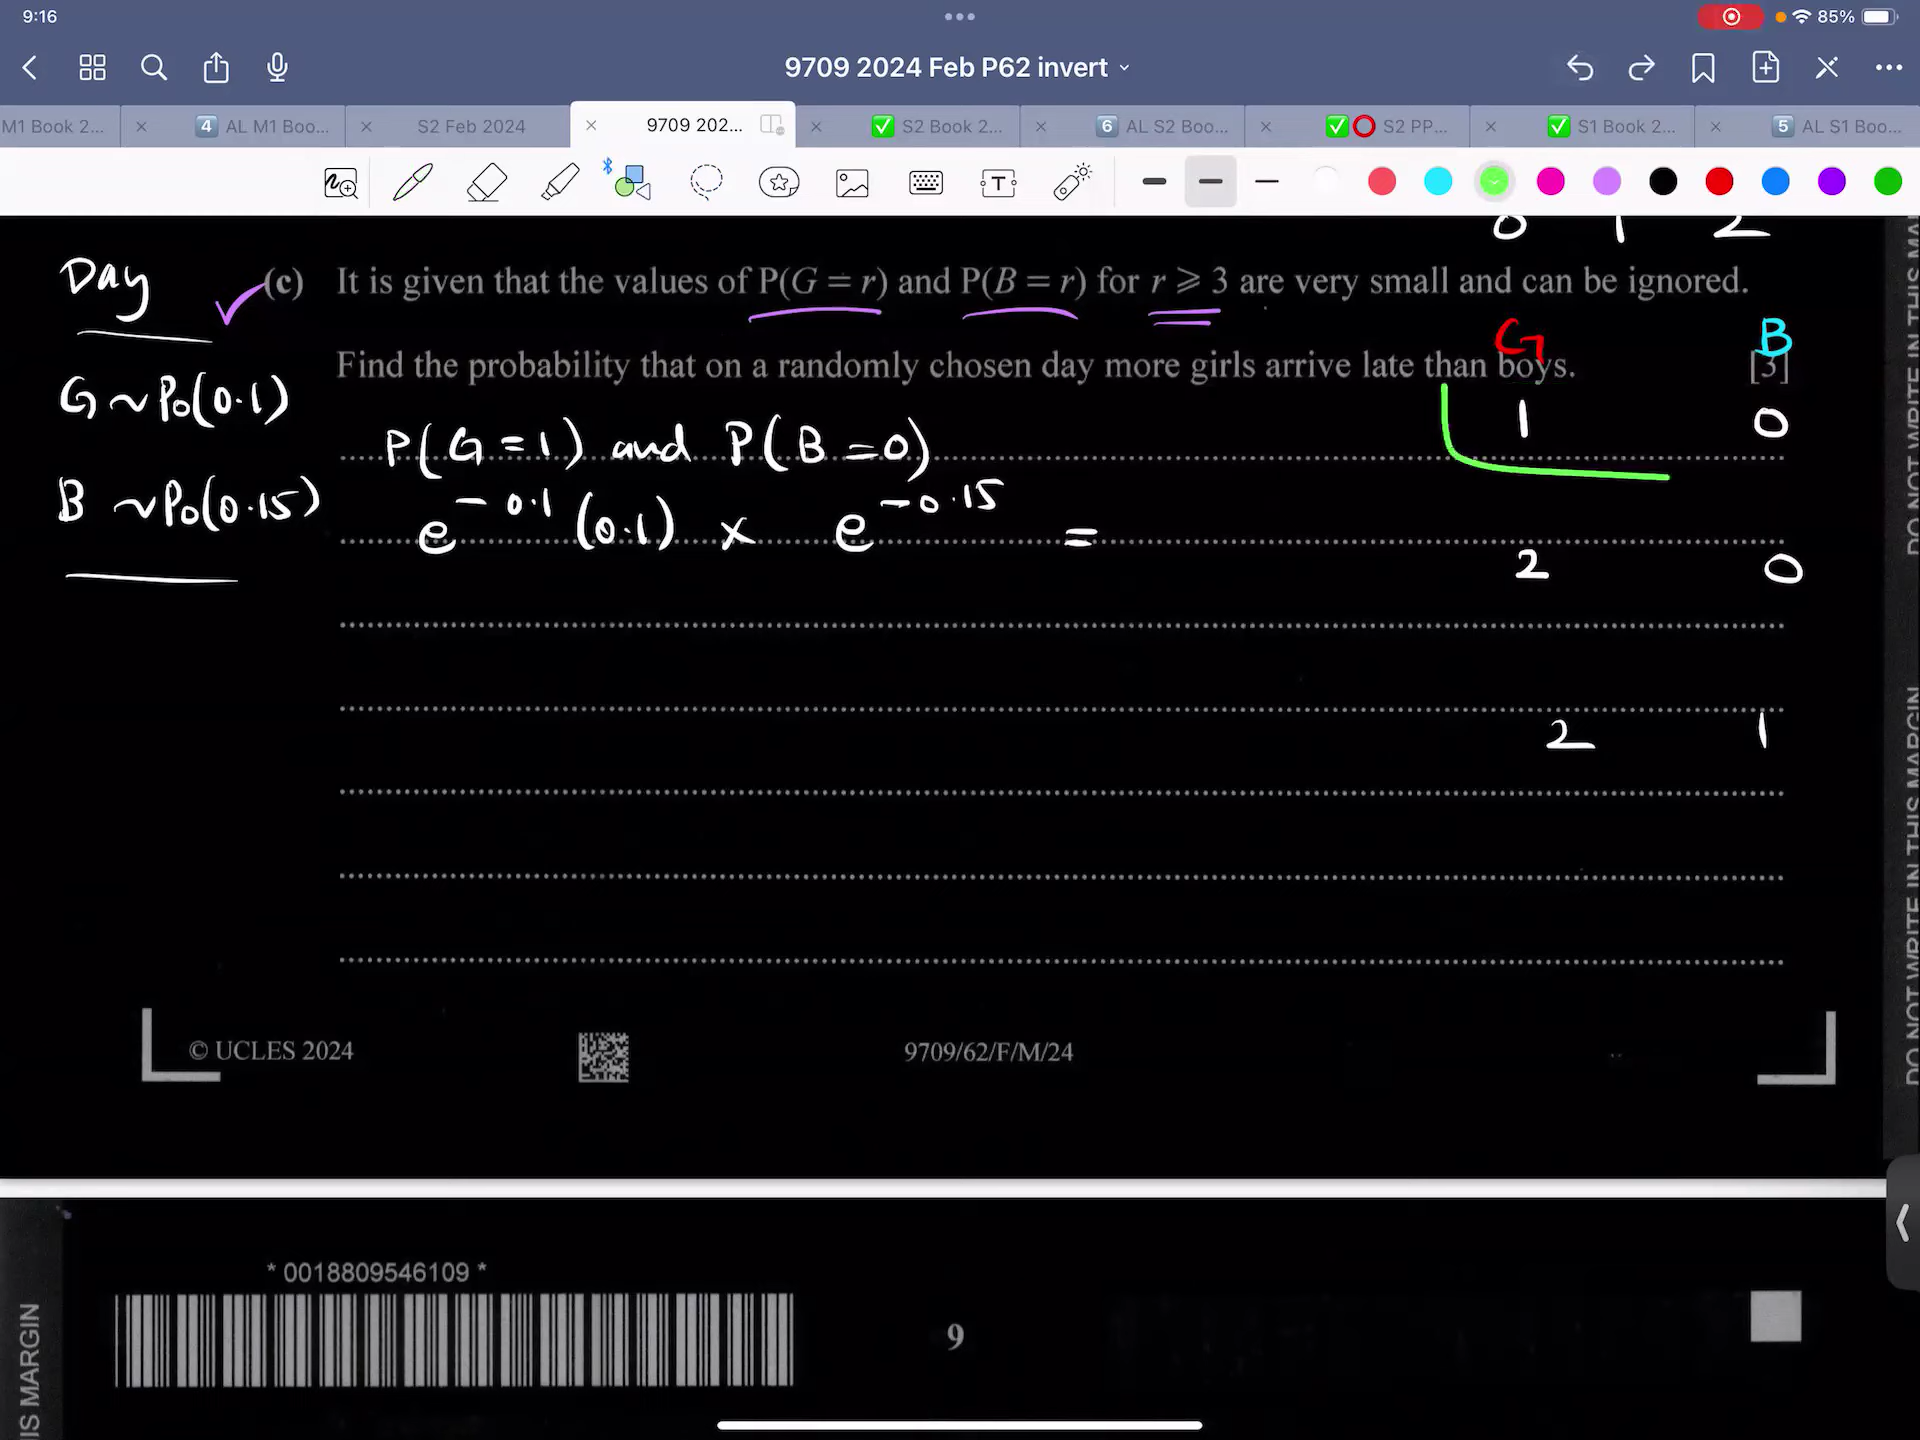 9:16
85%
9709 2024 Feb P62 invert
M1 Book 2...
4 AL M1 Boo...
S2 Feb 2024
9709 202...
S2 Book 2...
6 AL S2 Boo...
S2 PP...
S1 Book 2...
5 AL S1 Boo...
0 1 2
Day
(c) It is given that the values of P(G = r) and P(B = r) for r ⩾ 3 are very small and can be ignored.
G B
Find the probability that on a randomly chosen day more girls arrive late than boys. [3]
G ~ Po(0.1)
P(G = 1) and P(B = 0) 1 0
B ~ Po(0.15)
e^-0.1 (0.1) × e^-0.15 =
2 0
2 1
© UCLES 2024
9709/62/F/M/24
DO NOT WRITE IN THIS MARGIN
* 0018809546109 *
9